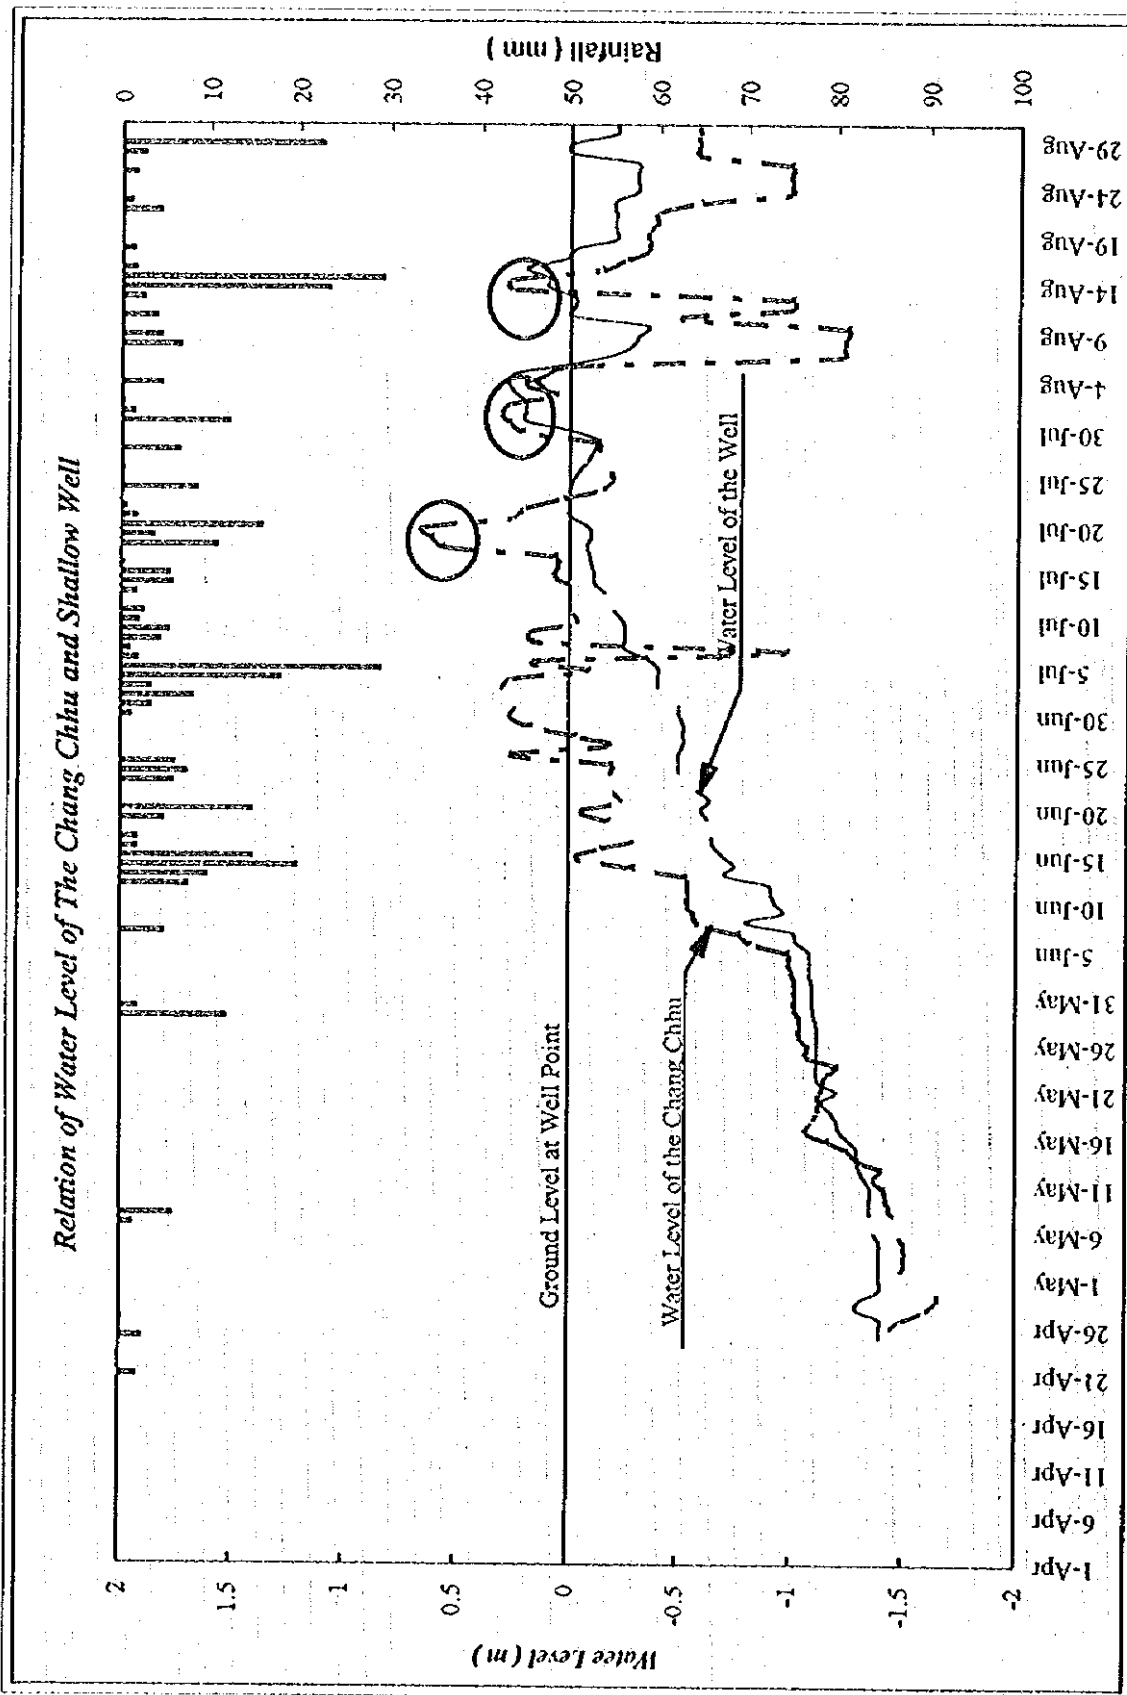 Relation of Water Level of The Chang Chhu and Shallow Well
Rainfall ( mm )
0
10
20
30
40
50
60
70
80
90
100
2
1.5
1
0.5
0
-0.5
-1
-1.5
-2
Watee Level ( m )
Ground Level at Well Point
Water Level of the Chang Chhu
Water Level of the Well
1-Apr
6-Apr
11-Apr
16-Apr
21-Apr
26-Apr
1-May
6-May
11-May
16-May
21-May
26-May
31-May
5-Jun
10-Jun
15-Jun
20-Jun
25-Jun
30-Jun
5-Jul
10-Jul
15-Jul
20-Jul
25-Jul
30-Jul
4-Aug
9-Aug
14-Aug
19-Aug
24-Aug
29-Aug